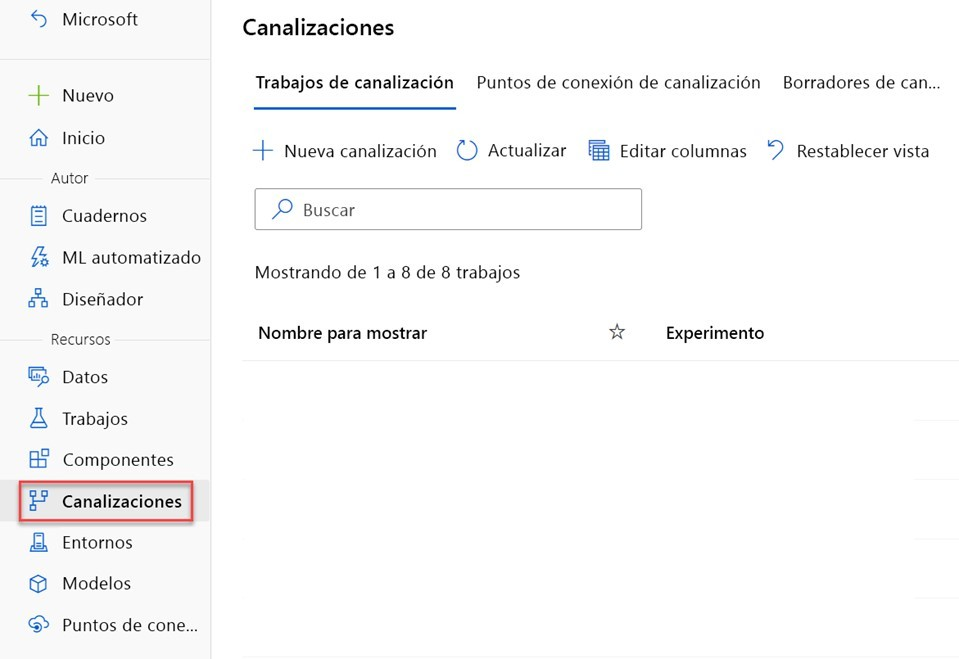 Microsoft
Nuevo
Inicio
Autor
Cuadernos
ML automatizado
Diseñador
Recursos
Datos
Trabajos
Componentes
Canalizaciones
Entornos
Modelos
Puntos de cone...
Canalizaciones
Trabajos de canalización Puntos de conexión de canalización Borradores de can...
Nueva canalización Actualizar Editar columnas Restablecer vista
Buscar
Mostrando de 1 a 8 de 8 trabajos
Nombre para mostrar Experimento